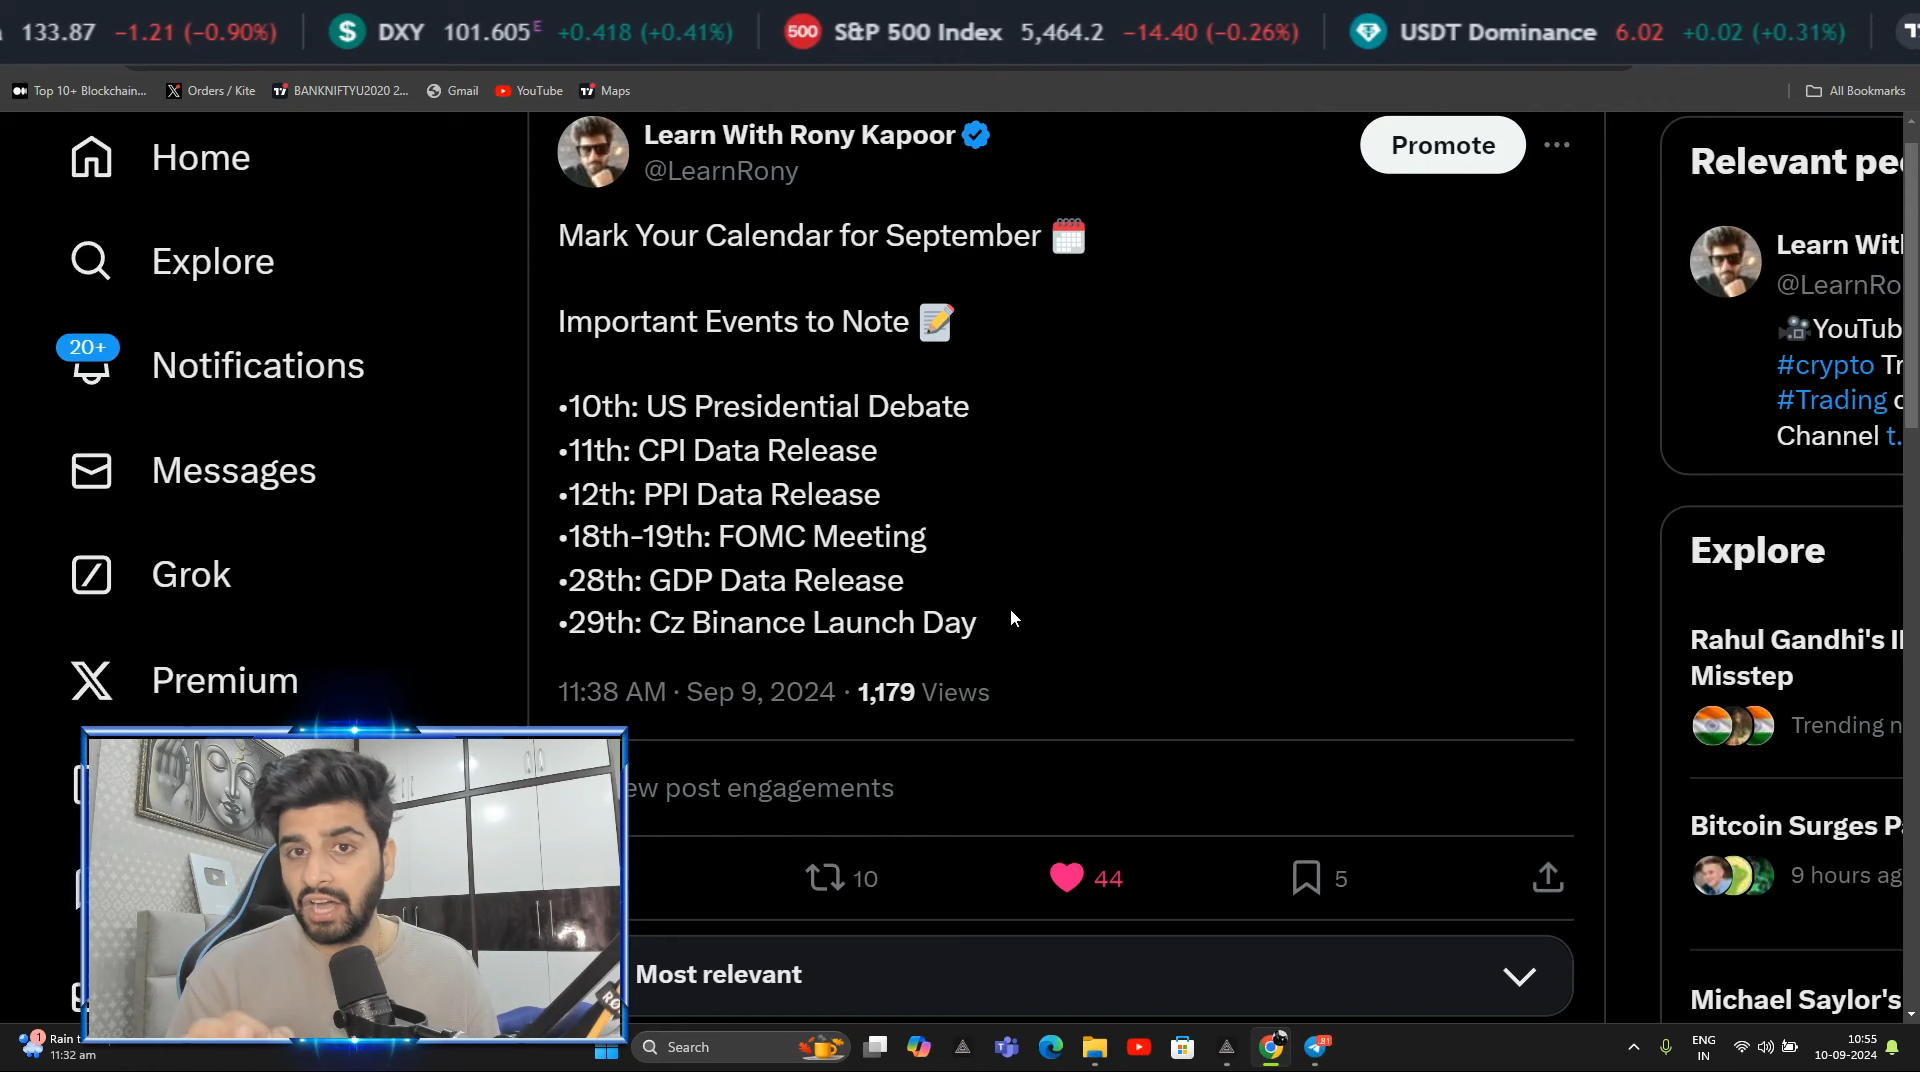 133.87 −1.21 (−0.90%) DXY 101.605E +0.418 (+0.41%) 500 S&P 500 Index 5,464.2 −14.40 (−0.26%) USDT Dominance 6.02 +0.02 (+0.31%)
Top 10+ Blockchain... Orders / Kite BANKNIFTYU2020 2... Gmail YouTube Maps All Bookmarks
Home
Explore
20+
Notifications
Messages
Grok
Premium
Learn With Rony Kapoor
@LearnRony
Promote
Mark Your Calendar for September
Important Events to Note
•10th: US Presidential Debate
•11th: CPI Data Release
•12th: PPI Data Release
•18th-19th: FOMC Meeting
•28th: GDP Data Release
•29th: Cz Binance Launch Day
11:38 AM · Sep 9, 2024 · 1,179 Views
ew post engagements
10 44 5
Most relevant
Relevant pe
Learn Wit
@LearnRo
YouTub
#crypto Tr
#Trading
Channel t.
Explore
Rahul Gandhi's
Misstep
Trending n
Bitcoin Surges P
9 hours ag
Michael Saylor's
1
Rain t
11:32 am
Search
81
ENG
IN
10:55
10-09-2024